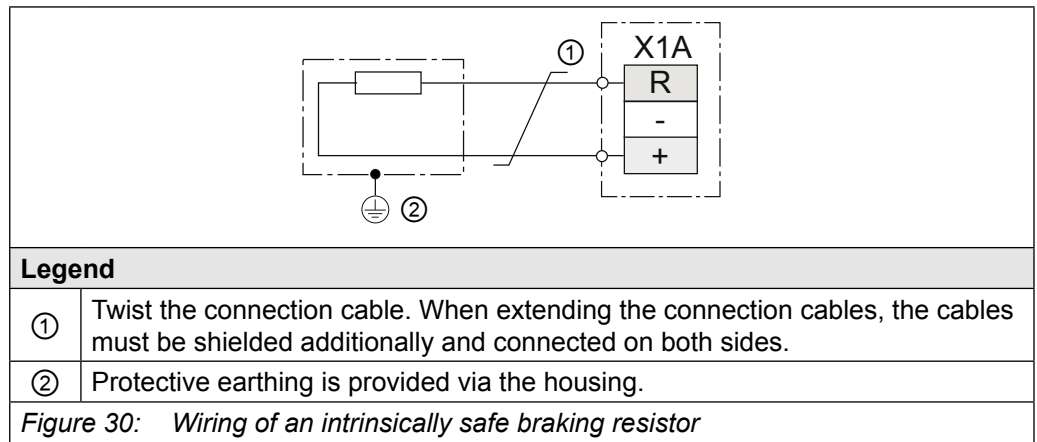 ① X1A
R
-
+
②
Legend
① Twist the connection cable. When extending the connection cables, the cables
must be shielded additionally and connected on both sides.
② Protective earthing is provided via the housing.
Figure 30: Wiring of an intrinsically safe braking resistor